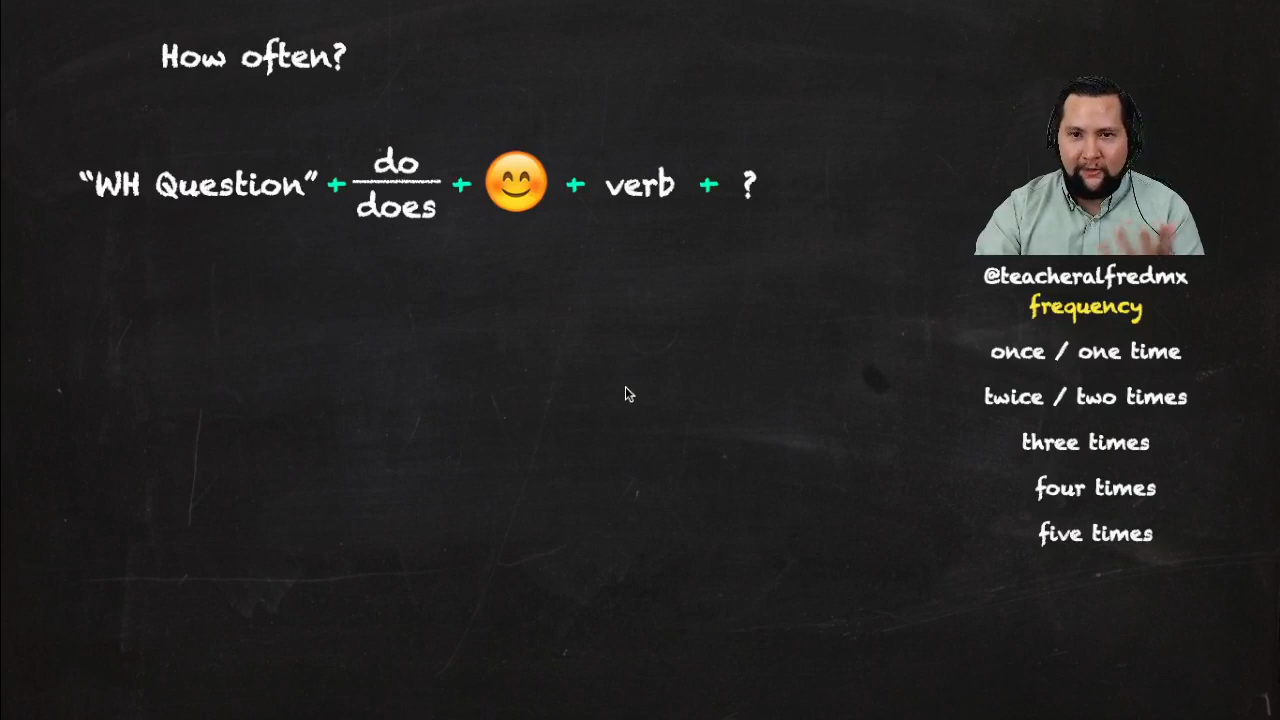 How often?
“WH Question” + do / does + 😊 + verb + ?
@teacheralfredmx
frequency
once / one time
twice / two times
three times
four times
five times